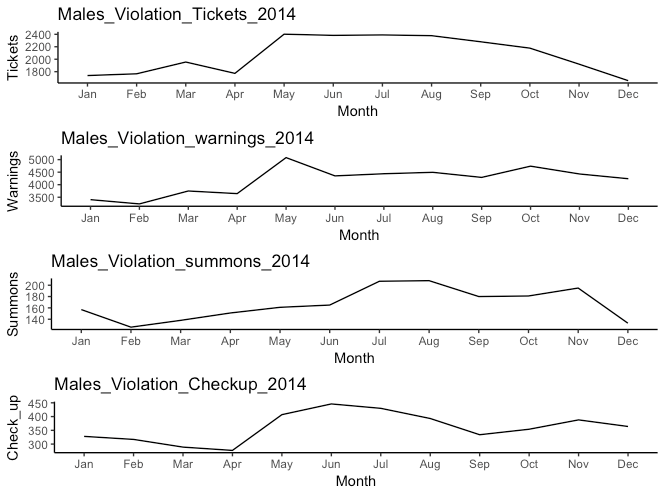 Males_Violation_Tickets_2014
Tickets
2400
2200
2000
1800
Jan Feb Mar Apr May Jun Jul Aug Sep Oct Nov Dec
Month
Males_Violation_warnings_2014
Warnings
5000
4500
4000
3500
Jan Feb Mar Apr May Jun Jul Aug Sep Oct Nov Dec
Month
Males_Violation_summons_2014
Summons
200
180
160
140
Jan Feb Mar Apr May Jun Jul Aug Sep Oct Nov Dec
Month
Males_Violation_Checkup_2014
Check_up
450
400
350
300
Jan Feb Mar Apr May Jun Jul Aug Sep Oct Nov Dec
Month